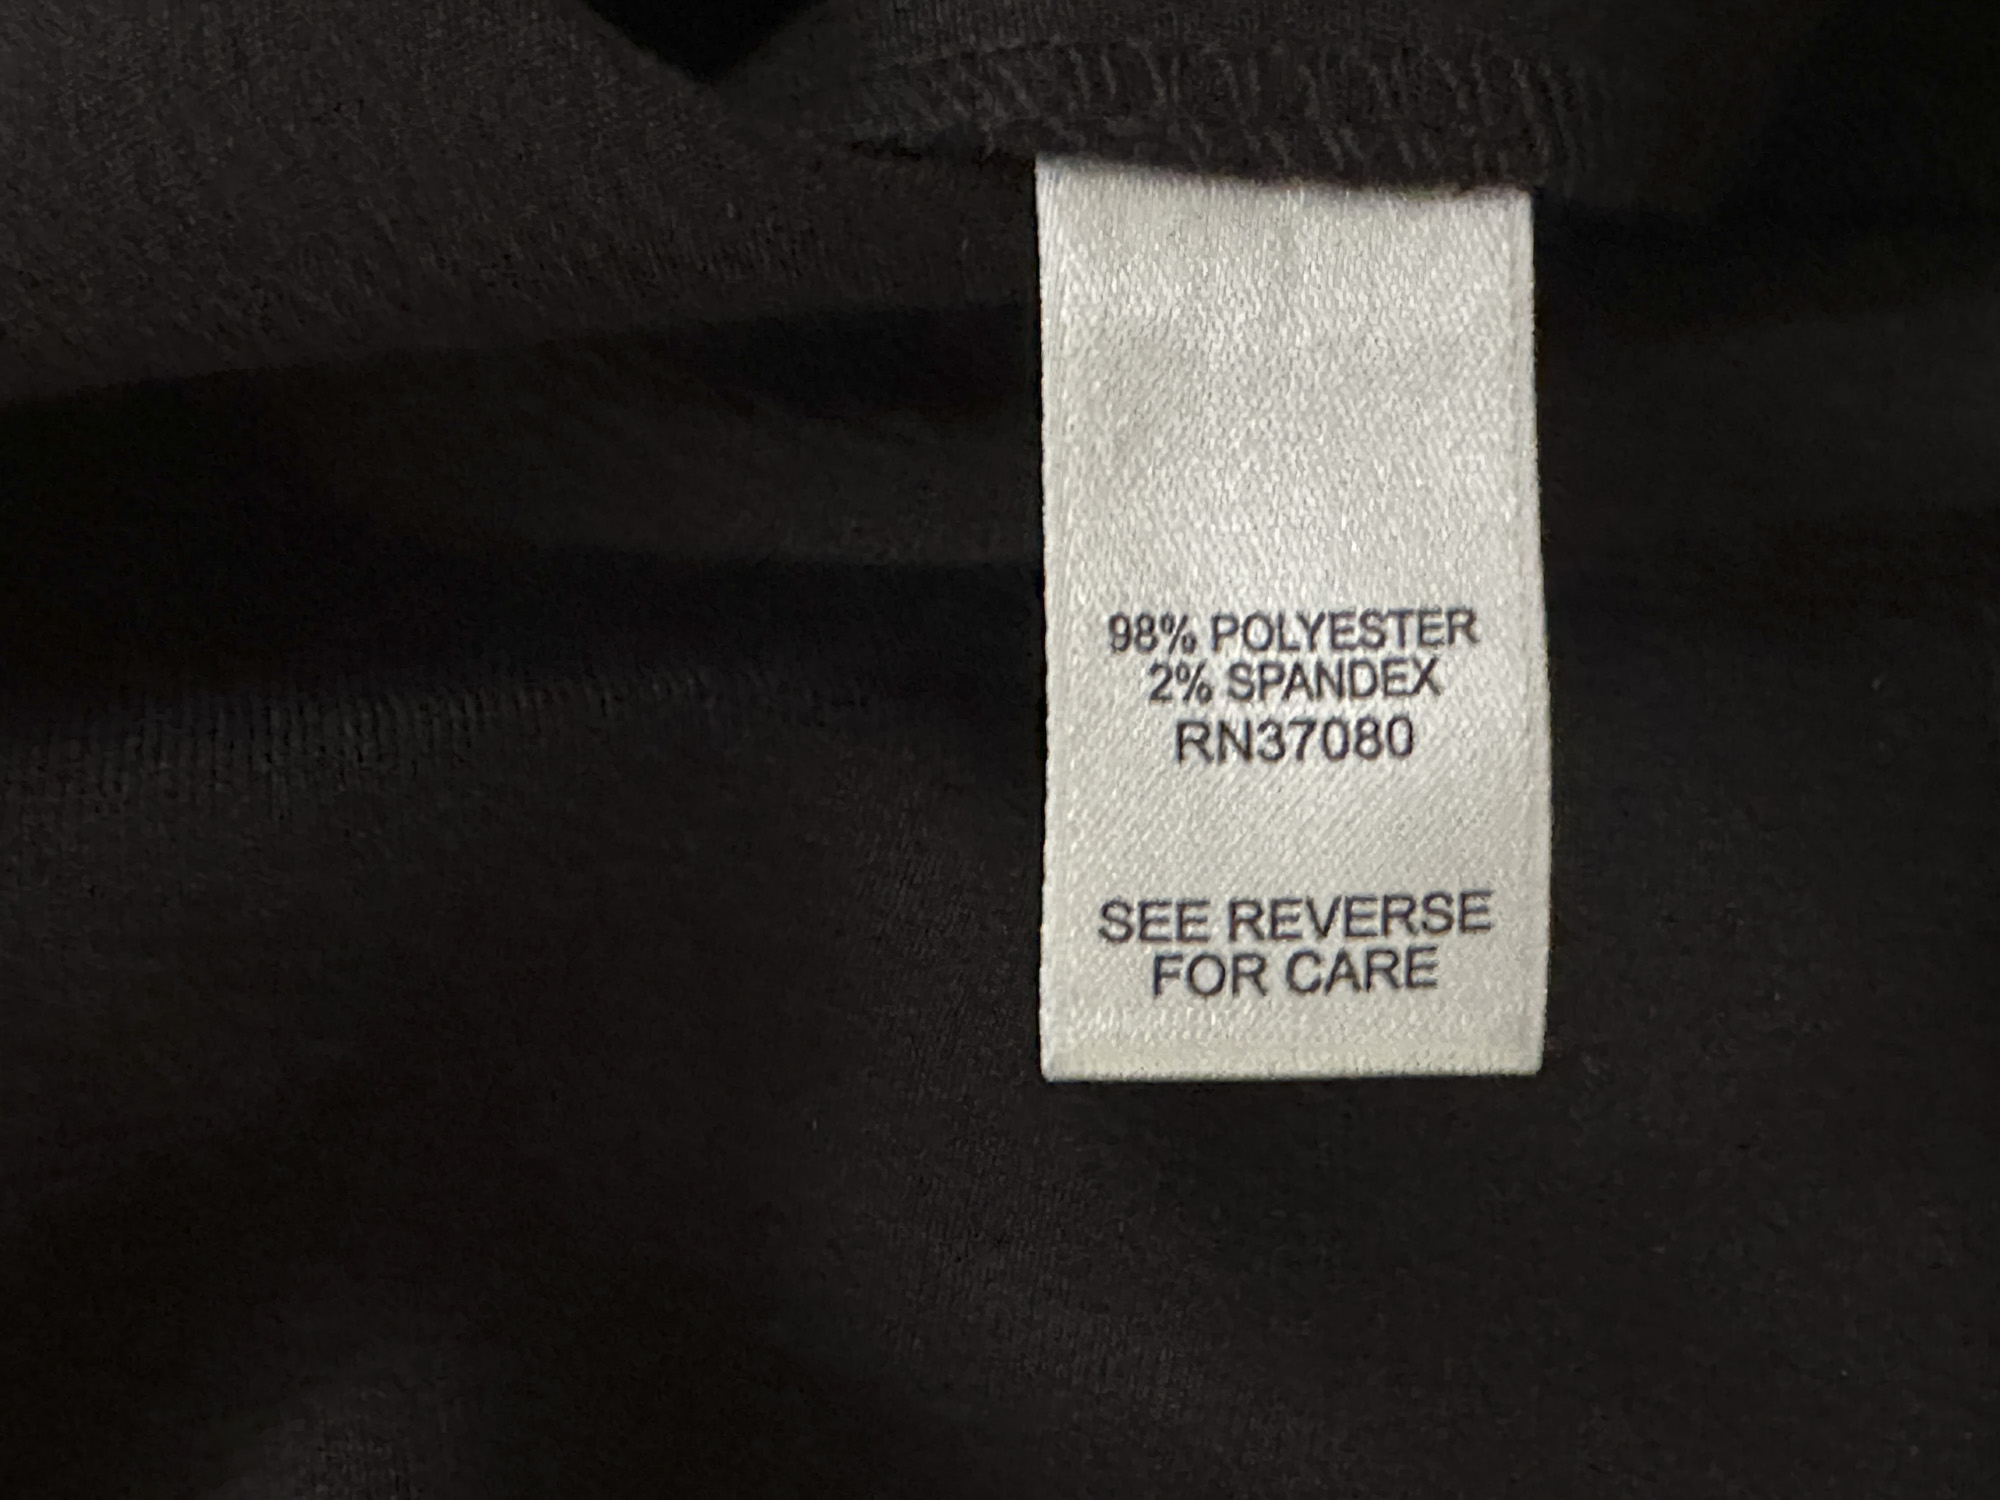 98% POLYESTER
2% SPANDEX
RN37080
SEE REVERSE
FOR CARE